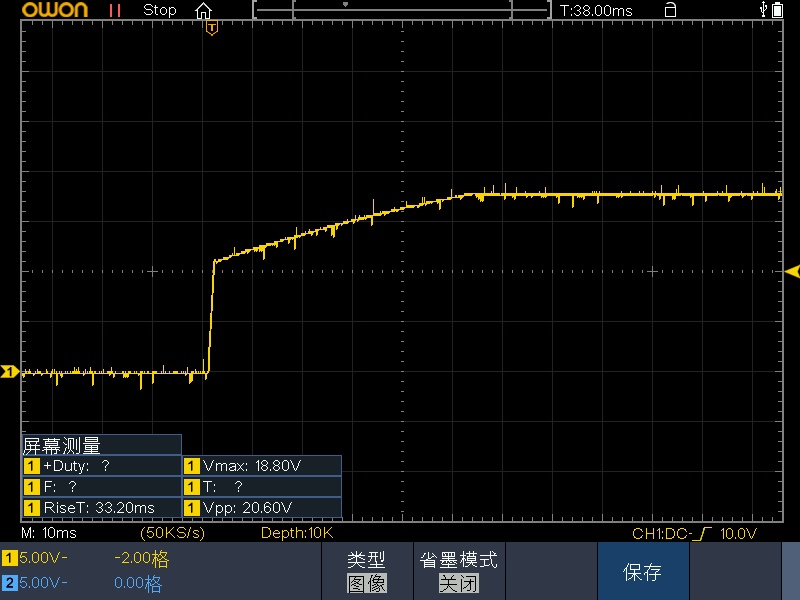 OWON Stop T:38.00ms
T
1
屏幕测量
1 +Duty: ? 1 Vmax: 18.80V
1 F: ? 1 T: ?
1 RiseT: 33.20ms 1 Vpp: 20.60V
M: 10ms (50KS/s) Depth:10K CH1:DC- 10.0V
1 5.00V- -2.00格 类型 省墨模式 保存
2 5.00V- 0.00格 图像 关闭